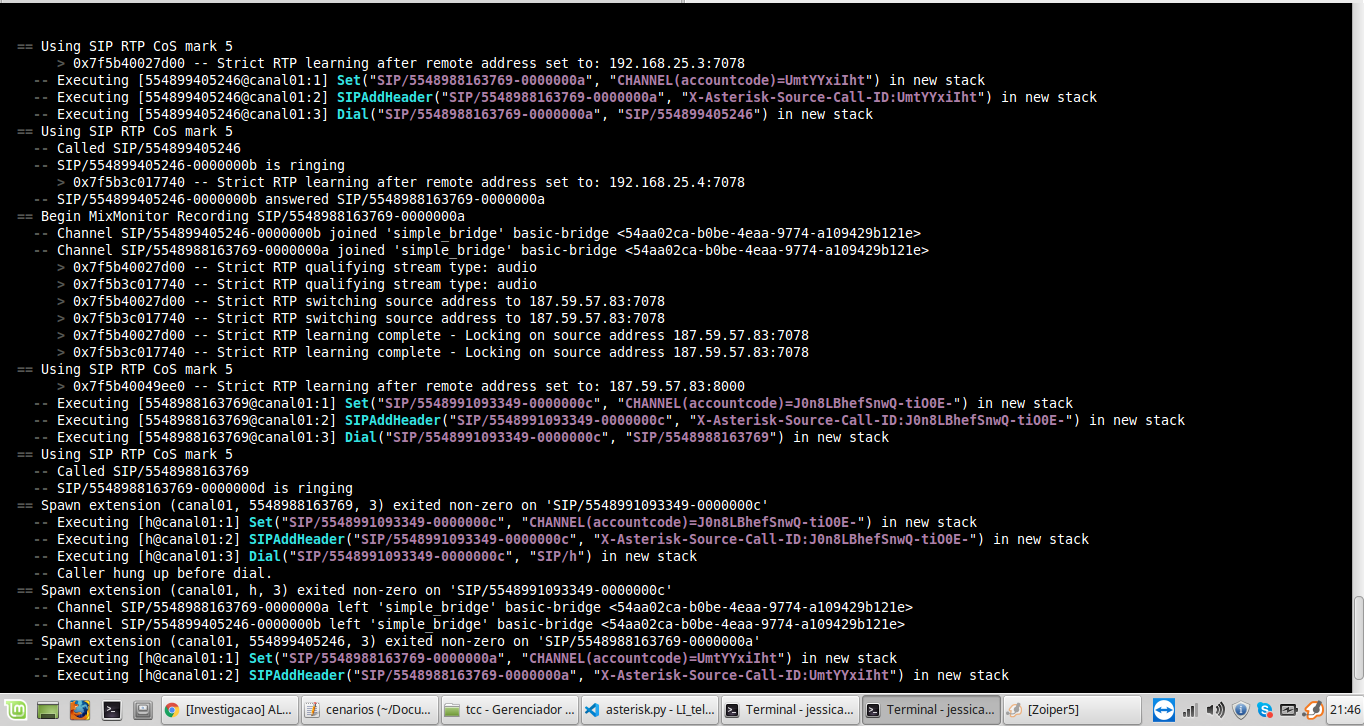 == Using SIP RTP CoS mark 5
> 0x7f5b40027d00 -- Strict RTP learning after remote address set to: 192.168.25.3:7078
-- Executing [554899405246@canal01:1] Set("SIP/5548988163769-0000000a", "CHANNEL(accountcode)=UmtYYxiIht") in new stack
-- Executing [554899405246@canal01:2] SIPAddHeader("SIP/5548988163769-0000000a", "X-Asterisk-Source-Call-ID:UmtYYxiIht") in new stack
-- Executing [554899405246@canal01:3] Dial("SIP/5548988163769-0000000a", "SIP/554899405246") in new stack
== Using SIP RTP CoS mark 5
-- Called SIP/554899405246
-- SIP/554899405246-0000000b is ringing
> 0x7f5b3c017740 -- Strict RTP learning after remote address set to: 192.168.25.4:7078
-- SIP/554899405246-0000000b answered SIP/5548988163769-0000000a
== Begin MixMonitor Recording SIP/5548988163769-0000000a
-- Channel SIP/554899405246-0000000b joined 'simple_bridge' basic-bridge <54aa02ca-b0be-4eaa-9774-a109429b121e>
-- Channel SIP/5548988163769-0000000a joined 'simple_bridge' basic-bridge <54aa02ca-b0be-4eaa-9774-a109429b121e>
> 0x7f5b40027d00 -- Strict RTP qualifying stream type: audio
> 0x7f5b3c017740 -- Strict RTP qualifying stream type: audio
> 0x7f5b40027d00 -- Strict RTP switching source address to 187.59.57.83:7078
> 0x7f5b3c017740 -- Strict RTP switching source address to 187.59.57.83:7078
> 0x7f5b40027d00 -- Strict RTP learning complete - Locking on source address 187.59.57.83:7078
> 0x7f5b3c017740 -- Strict RTP learning complete - Locking on source address 187.59.57.83:7078
== Using SIP RTP CoS mark 5
> 0x7f5b40049ee0 -- Strict RTP learning after remote address set to: 187.59.57.83:8000
-- Executing [5548988163769@canal01:1] Set("SIP/5548991093349-0000000c", "CHANNEL(accountcode)=J0n8LBhefSnwQ-tiO0E-") in new stack
-- Executing [5548988163769@canal01:2] SIPAddHeader("SIP/5548991093349-0000000c", "X-Asterisk-Source-Call-ID:J0n8LBhefSnwQ-tiO0E-") in new stack
-- Executing [5548988163769@canal01:3] Dial("SIP/5548991093349-0000000c", "SIP/5548988163769") in new stack
== Using SIP RTP CoS mark 5
-- Called SIP/5548988163769
-- SIP/5548988163769-0000000d is ringing
== Spawn extension (canal01, 5548988163769, 3) exited non-zero on 'SIP/5548991093349-0000000c'
-- Executing [h@canal01:1] Set("SIP/5548991093349-0000000c", "CHANNEL(accountcode)=J0n8LBhefSnwQ-tiO0E-") in new stack
-- Executing [h@canal01:2] SIPAddHeader("SIP/5548991093349-0000000c", "X-Asterisk-Source-Call-ID:J0n8LBhefSnwQ-tiO0E-") in new stack
-- Executing [h@canal01:3] Dial("SIP/5548991093349-0000000c", "SIP/h") in new stack
-- Caller hung up before dial.
== Spawn extension (canal01, h, 3) exited non-zero on 'SIP/5548991093349-0000000c'
-- Channel SIP/5548988163769-0000000a left 'simple_bridge' basic-bridge <54aa02ca-b0be-4eaa-9774-a109429b121e>
-- Channel SIP/554899405246-0000000b left 'simple_bridge' basic-bridge <54aa02ca-b0be-4eaa-9774-a109429b121e>
== Spawn extension (canal01, 554899405246, 3) exited non-zero on 'SIP/5548988163769-0000000a'
-- Executing [h@canal01:1] Set("SIP/5548988163769-0000000a", "CHANNEL(accountcode)=UmtYYxiIht") in new stack
-- Executing [h@canal01:2] SIPAddHeader("SIP/5548988163769-0000000a", "X-Asterisk-Source-Call-ID:UmtYYxiIht") in new stack
[Investigacao] AL... cenarios (~/Docu... tcc - Gerenciador ... asterisk.py - LI_tel... Terminal - jessica... Terminal - jessica... [Zoiper5] 21:46